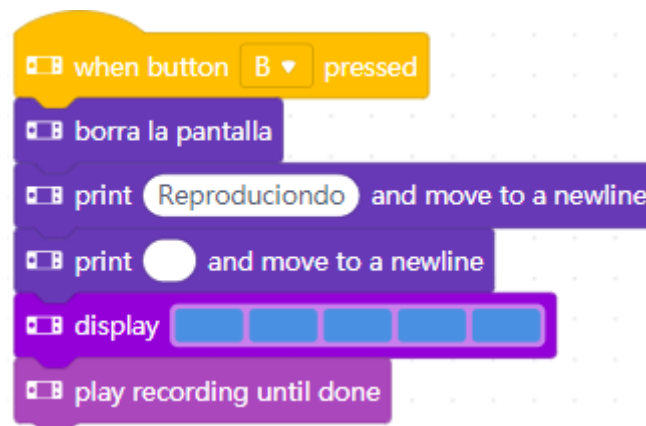 when button B pressed
borra la pantalla
print Reproduciendo and move to a newline
print and move to a newline
display
play recording until done